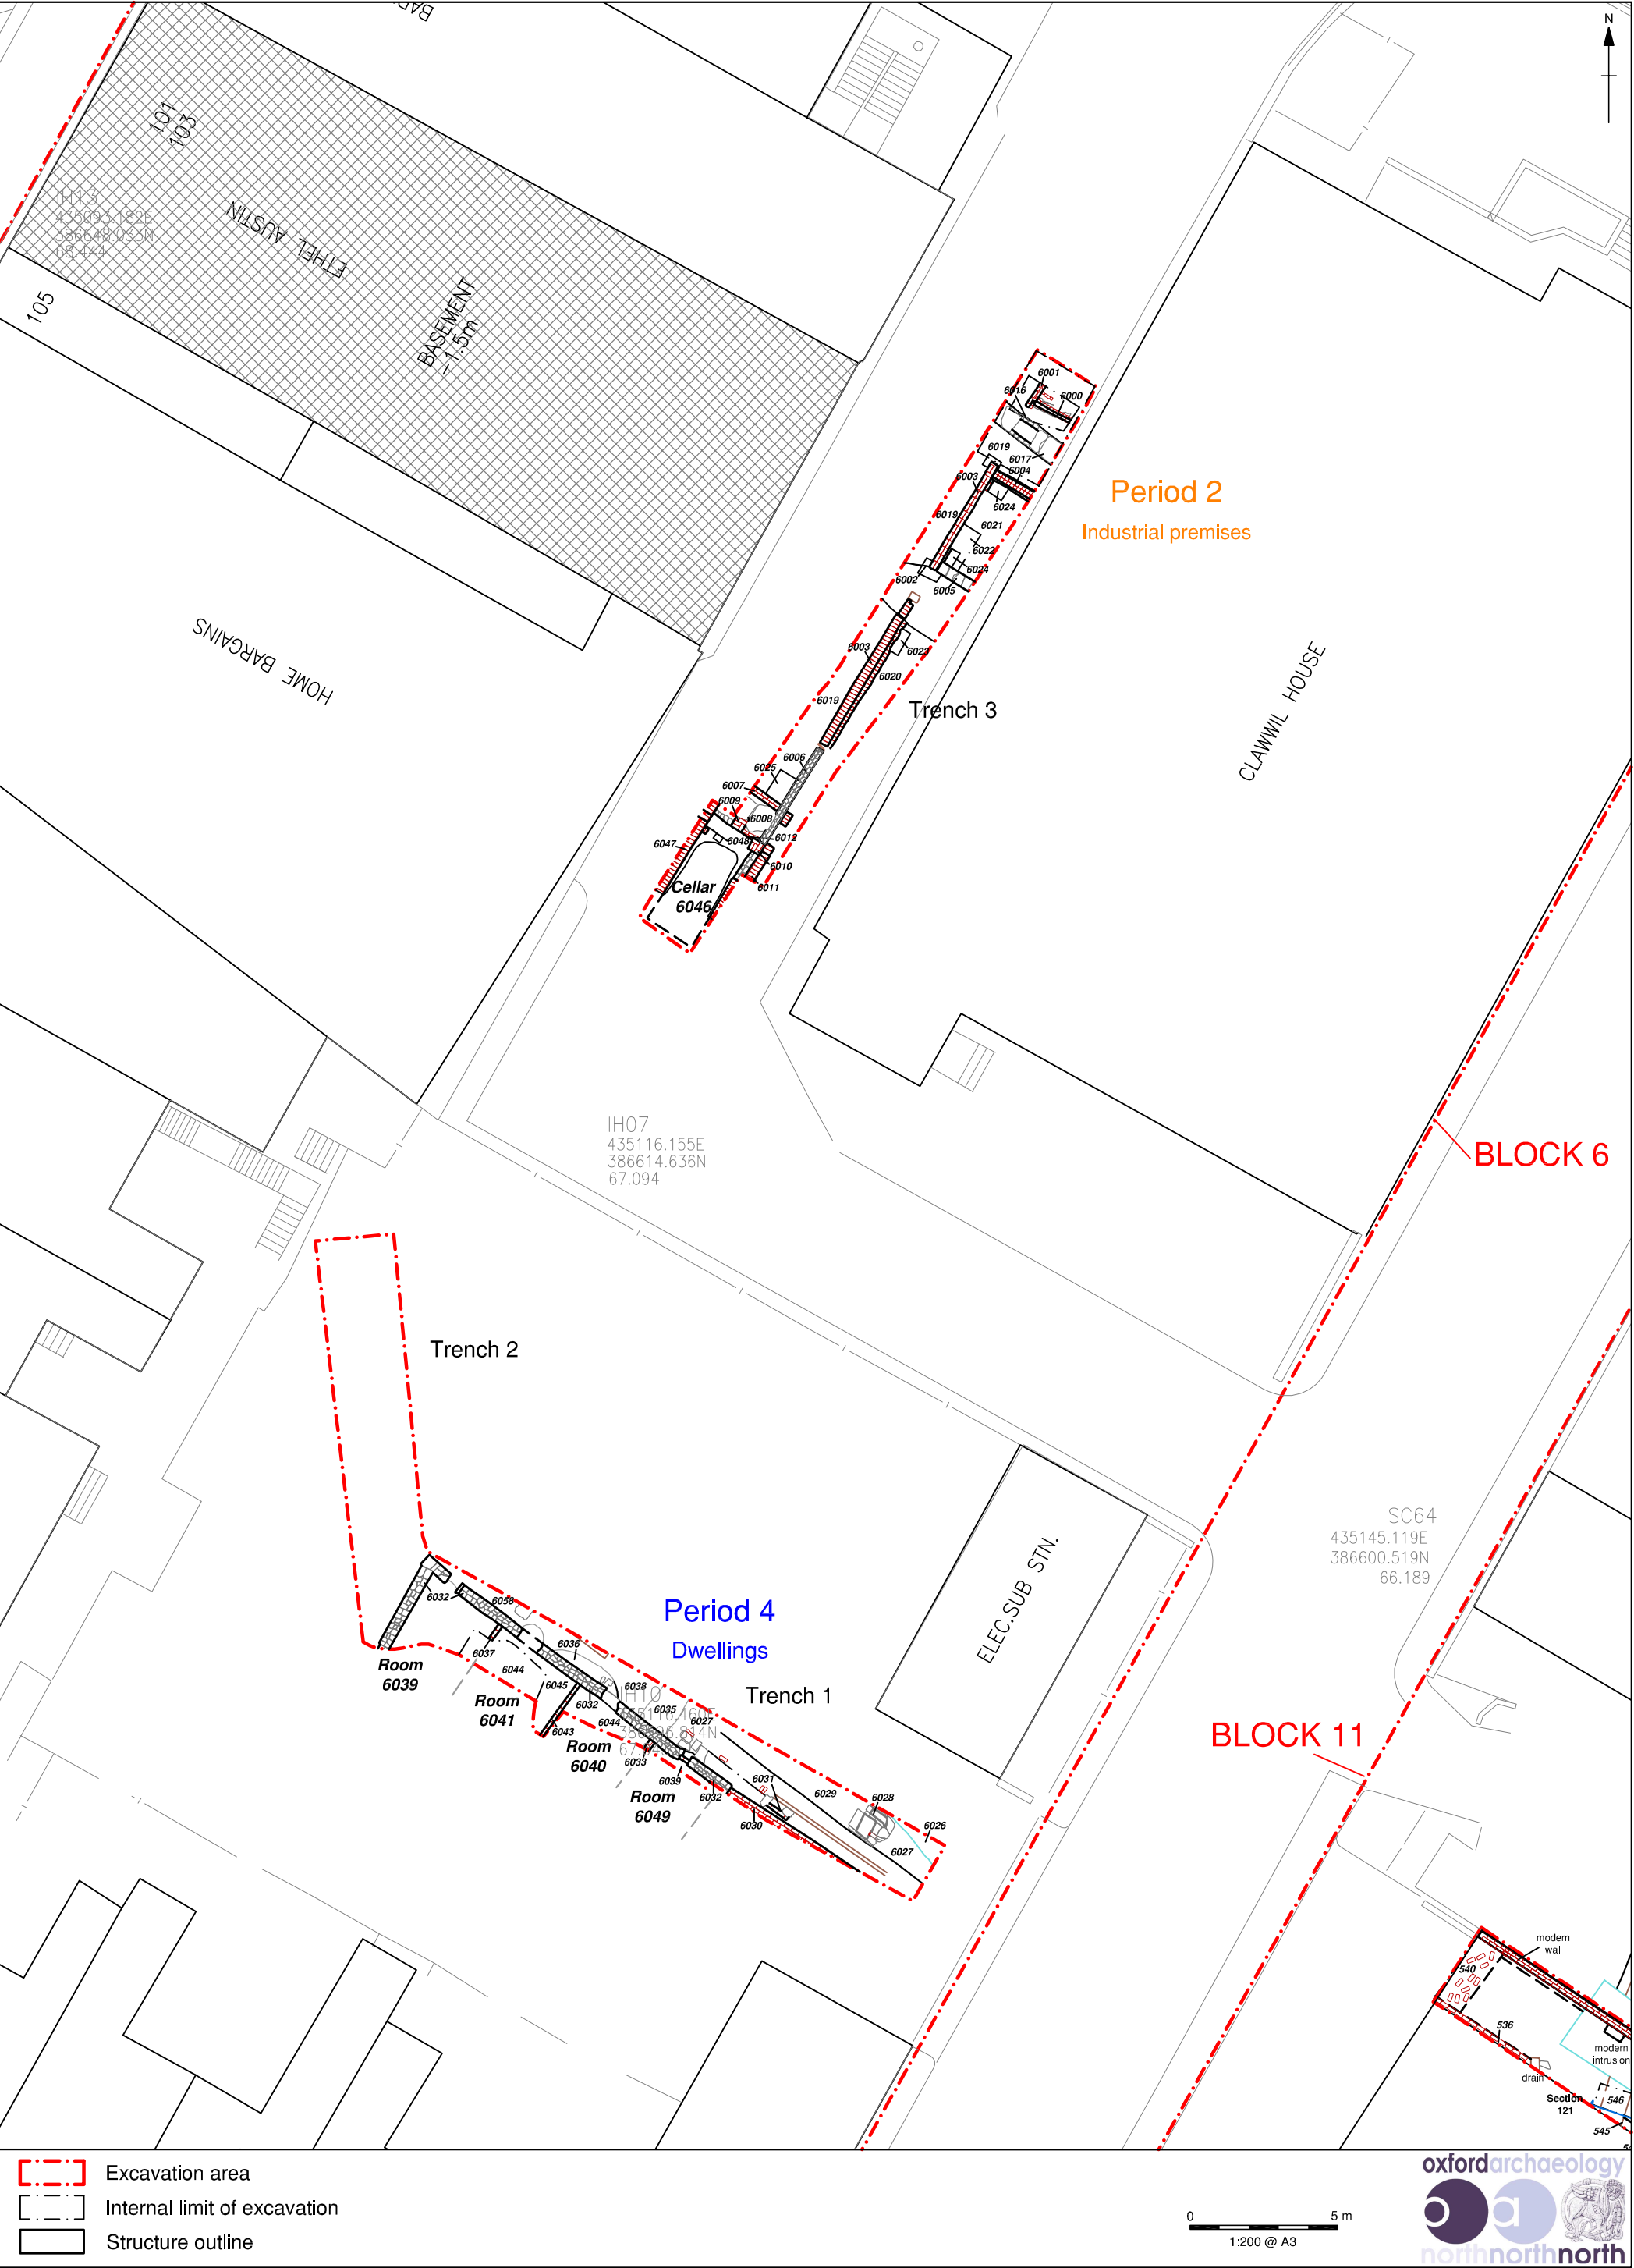 BAR
N
101
103
IH13
435093.182E
386648.033N
68.444
ETHEL AUSTIN
105
BASEMENT
-1.5m
HOME BARGAINS
6001
6016
6000
6019
6017
6004
6003
6024
6019
6021
6022
6024
6002
6005
Period 2
Industrial premises
6003
6023
6020
6019
Trench 3
CLAWWIL HOUSE
6006
6025
6007
6009
6008
6012
6048
6047
6010
6011
Cellar
6046
IH07
435116.155E
386614.636N
67.094
BLOCK 6
Trench 2
SC64
435145.119E
386600.519N
66.189
ELEC.SUB STN.
Period 4
Dwellings
Trench 1
6032
6058
6036
6037
6044
6045
6038
Room
6039
Room
6041
6032
6035
6044
6027
6043
Room
6040
6033
IH10
6039
6032
6031
6029
6028
6026
Room
6049
6030
6027
BLOCK 11
modern
wall
540
536
modern
intrusion
drain
Section
121
546
545
Excavation area
Internal limit of excavation
Structure outline
0 5 m
1:200 @ A3
oxfordarchaeology
oa
northnorthnorth